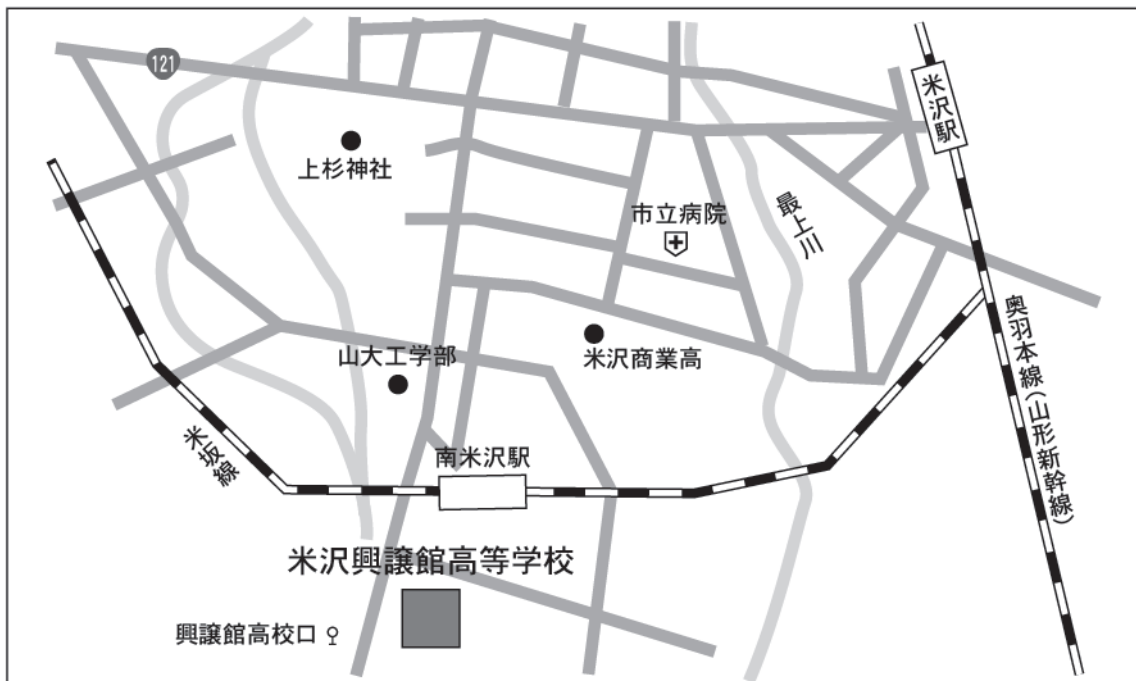 121
米沢駅
上杉神社
市立病院
最上川
奥羽本線(山形新幹線)
山大工学部
米沢商業高
米坂線
南米沢駅
米沢興譲館高等学校
興譲館高校口